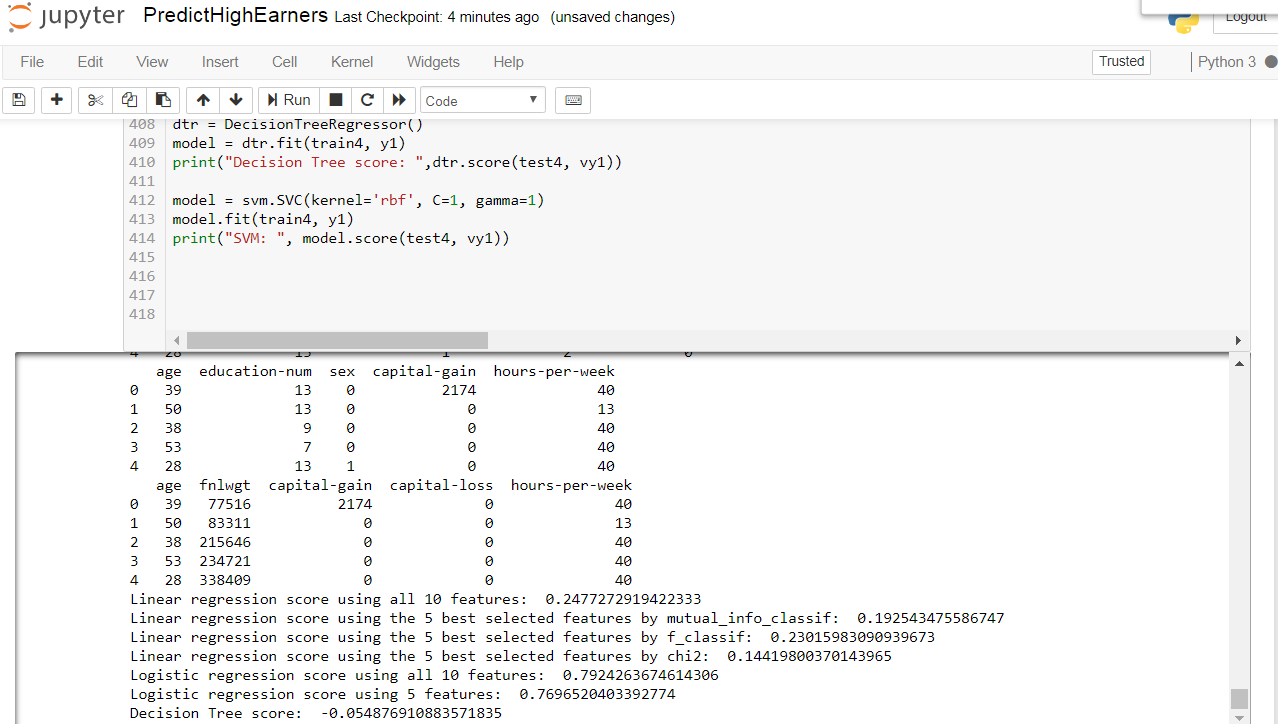 jupyter PredictHighEarners Last Checkpoint: 4 minutes ago (unsaved changes)
Logout
File Edit View Insert Cell Kernel Widgets Help Trusted Python 3
Run Code
408 dtr = DecisionTreeRegressor()
409 model = dtr.fit(train4, y1)
410 print("Decision Tree score: ",dtr.score(test4, vy1))
411
412 model = svm.SVC(kernel='rbf', C=1, gamma=1)
413 model.fit(train4, y1)
414 print("SVM: ", model.score(test4, vy1))
415
416
417
418
4 28 13 1 2 0
age education-num sex capital-gain hours-per-week
0 39 13 0 2174 40
1 50 13 0 0 13
2 38 9 0 0 40
3 53 7 0 0 40
4 28 13 1 0 40
age fnlwgt capital-gain capital-loss hours-per-week
0 39 77516 2174 0 40
1 50 83311 0 0 13
2 38 215646 0 0 40
3 53 234721 0 0 40
4 28 338409 0 0 40
Linear regression score using all 10 features: 0.2477272919422333
Linear regression score using the 5 best selected features by mutual_info_classif: 0.192543475586747
Linear regression score using the 5 best selected features by f_classif: 0.23015983090939673
Linear regression score using the 5 best selected features by chi2: 0.14419800370143965
Logistic regression score using all 10 features: 0.7924263674614306
Logistic regression score using 5 features: 0.7696520403392774
Decision Tree score: -0.054876910883571835